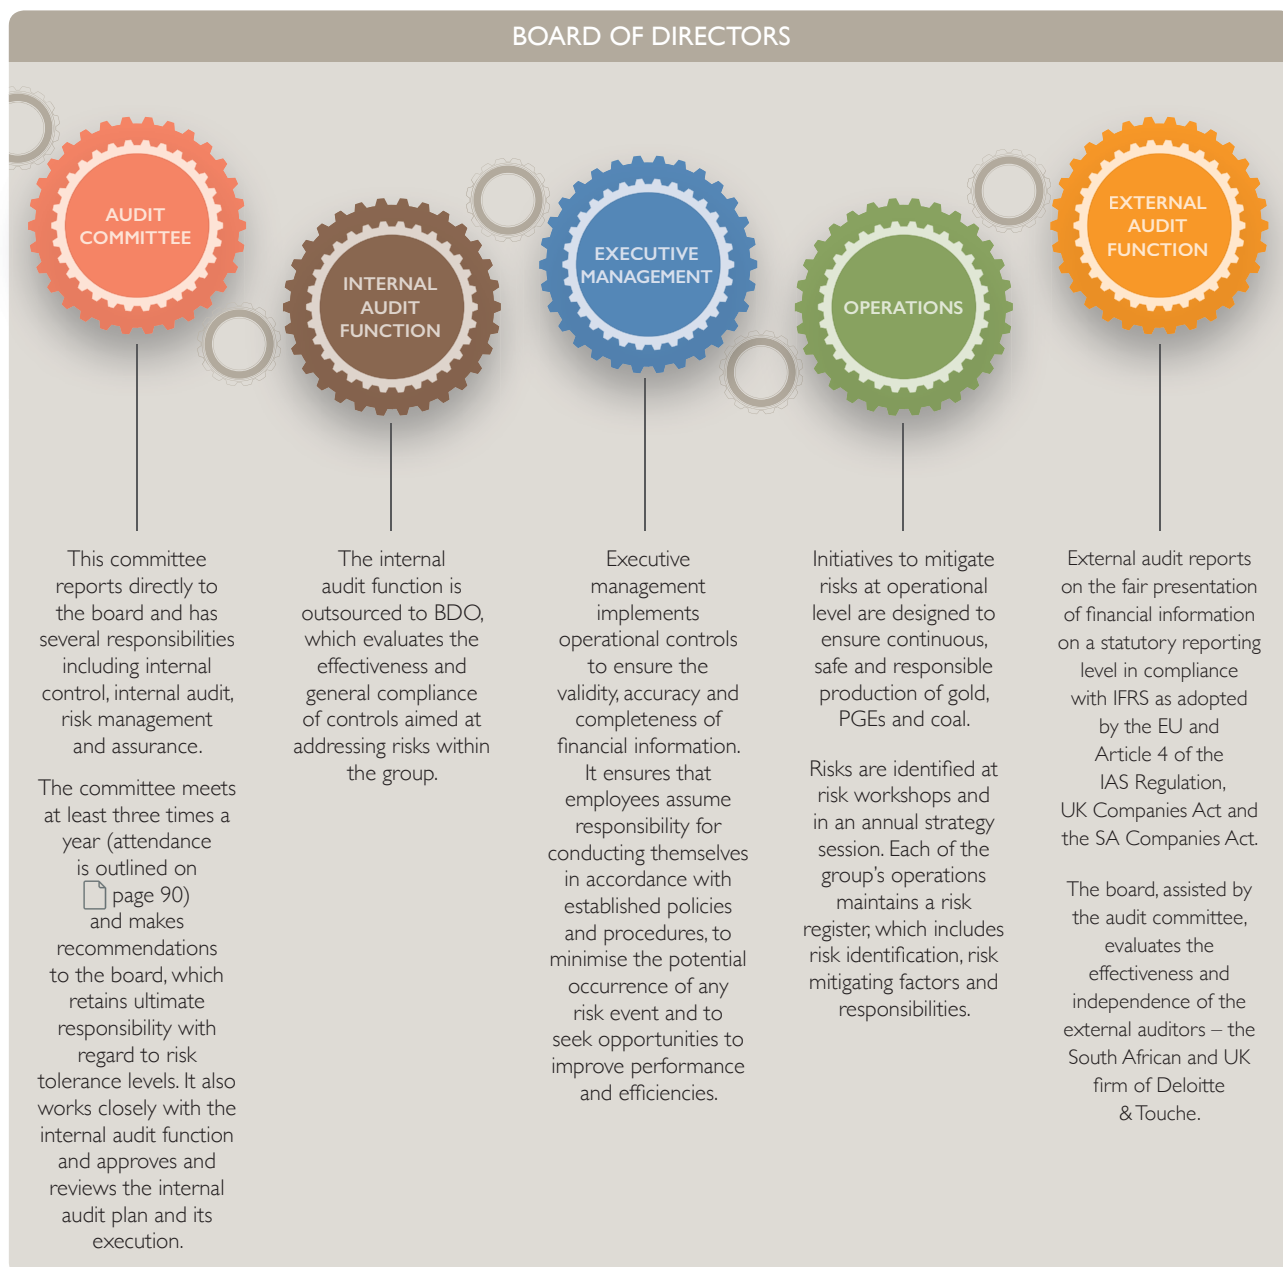 BOARD OF DIRECTORS
AUDIT
COMMITTEE
INTERNAL
AUDIT
FUNCTION
EXECUTIVE
MANAGEMENT
OPERATIONS
EXTERNAL
AUDIT
FUNCTION
This committee
reports directly to
the board and has
several responsibilities
including internal
control, internal audit,
risk management
and assurance.
The committee meets
at least three times a
year (attendance
is outlined on
page 90)
and makes
recommendations
to the board, which
retains ultimate
responsibility with
regard to risk
tolerance levels. It also
works closely with the
internal audit function
and approves and
reviews the internal
audit plan and its
execution.
The internal
audit function is
outsourced to BDO,
which evaluates the
effectiveness and
general compliance
of controls aimed at
addressing risks within
the group.
Executive
management
implements
operational controls
to ensure the
validity, accuracy and
completeness of
financial information.
It ensures that
employees assume
responsibility for
conducting themselves
in accordance with
established policies
and procedures, to
minimise the potential
occurrence of any
risk event and to
seek opportunities to
improve performance
and efficiencies.
Initiatives to mitigate
risks at operational
level are designed to
ensure continuous,
safe and responsible
production of gold,
PGEs and coal.
Risks are identified at
risk workshops and
in an annual strategy
session. Each of the
group's operations
maintains a risk
register, which includes
risk identification, risk
mitigating factors and
responsibilities.
External audit reports
on the fair presentation
of financial information
on a statutory reporting
level in compliance
with IFRS as adopted
by the EU and
Article 4 of the
IAS Regulation,
UK Companies Act and
the SA Companies Act.
The board, assisted by
the audit committee,
evaluates the
effectiveness and
independence of the
external auditors – the
South African and UK
firm of Deloitte
& Touche.